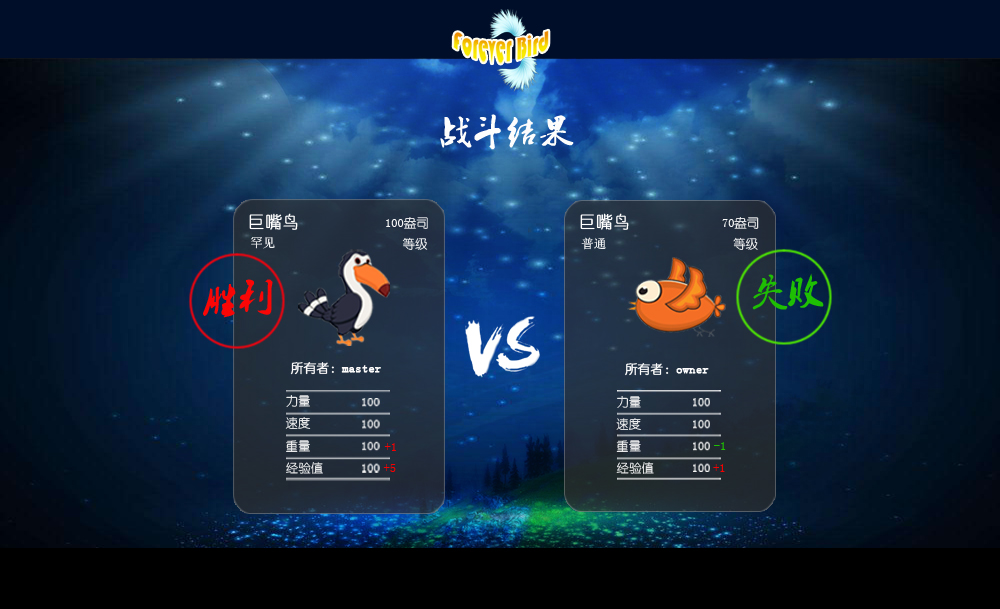 Forever Bird
战斗结果
巨嘴鸟 100盎司
罕见 等级
胜利
所有者: master
力量 100
速度 100
重量 100 +1
经验值 100 +5
VS
巨嘴鸟 70盎司
普通 等级
失败
所有者: owner
力量 100
速度 100
重量 100 -1
经验值 100 +1